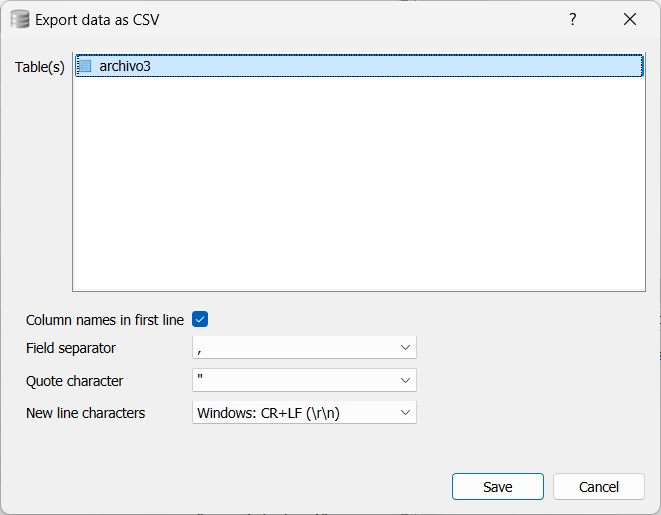 Export data as CSV
?
Table(s)
archivo3
Column names in first line
Field separator
,
Quote character
"
New line characters
Windows: CR+LF (\r\n)
Save
Cancel